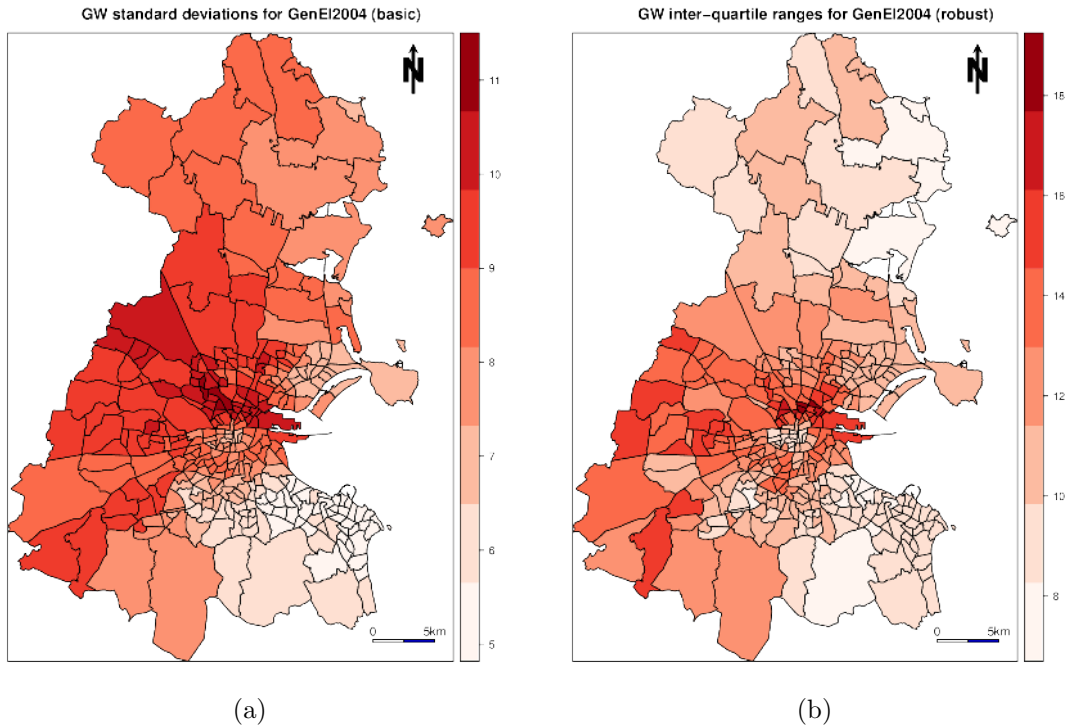 GW standard deviations for GenEl2004 (basic)
N
11
10
9
8
7
6
5
0 5km
(a)
GW inter-quartile ranges for GenEl2004 (robust)
N
18
16
14
12
10
8
0 5km
(b)